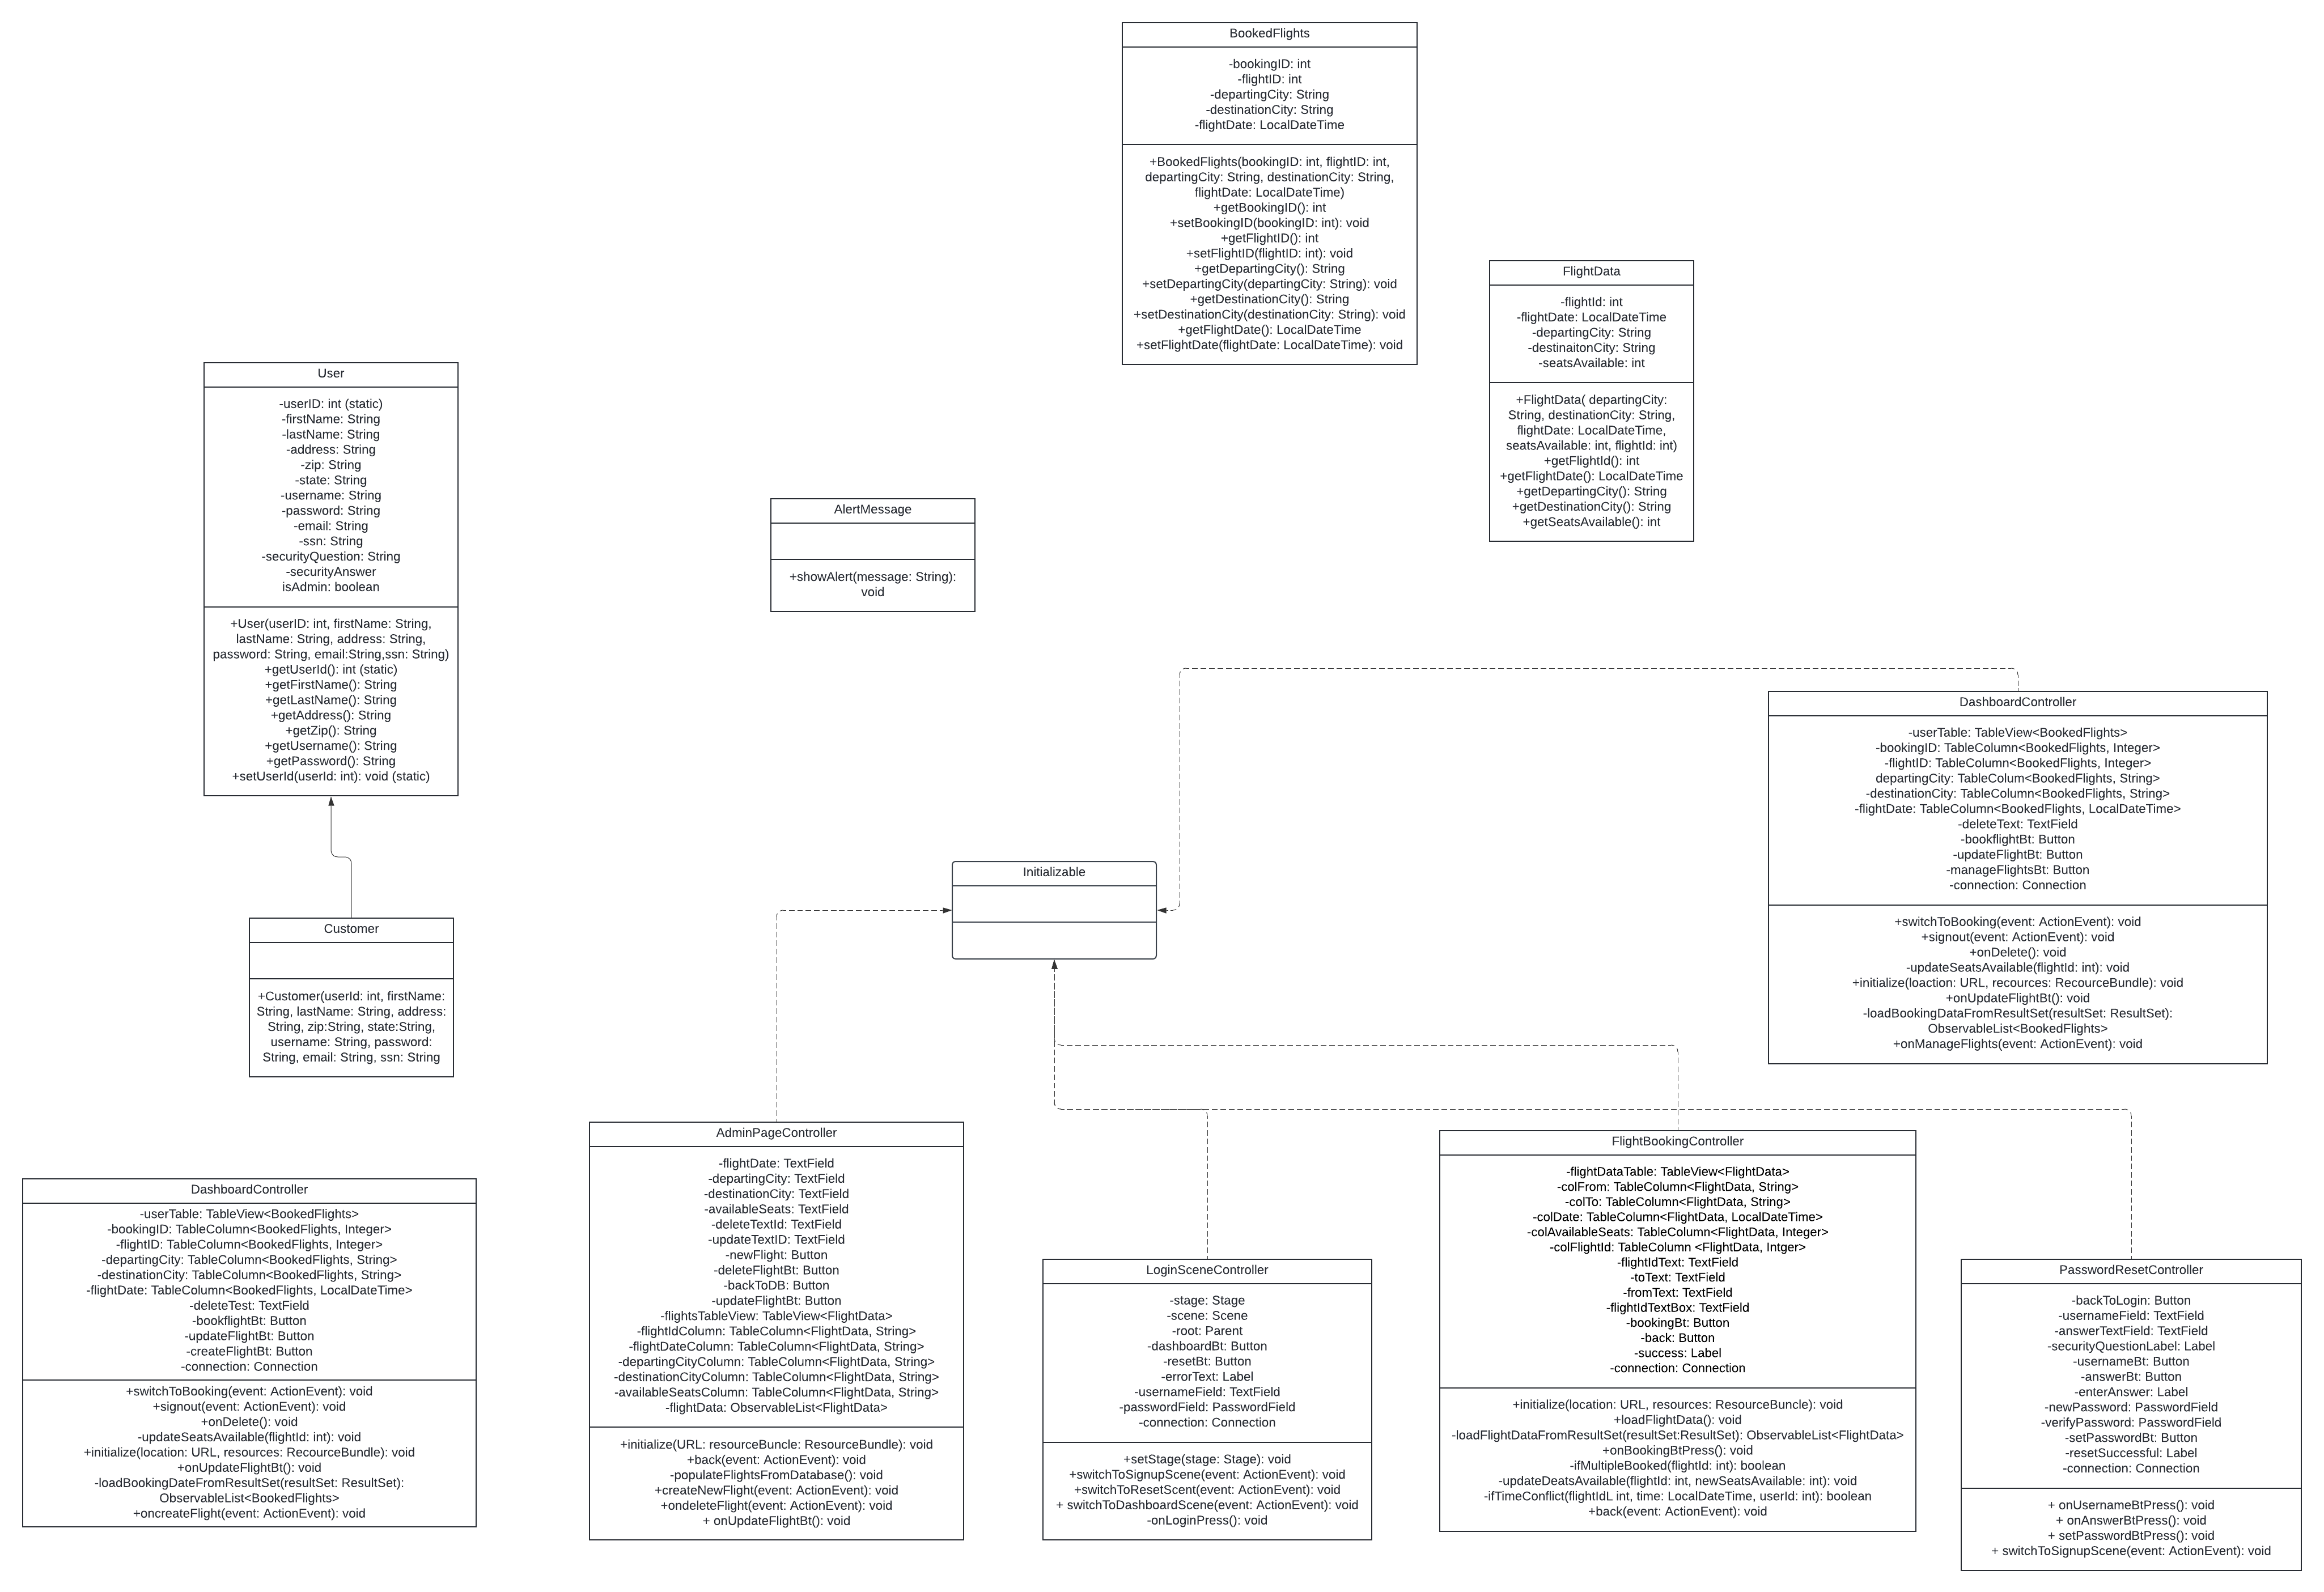 BookedFlights
-bookingID: int
-flightID: int
-departingCity: String
-destinationCity: String
-flightDate: LocalDateTime
+BookedFlights(bookingID: int, flightID: int,
departingCity: String, destinationCity: String,
flightDate: LocalDateTime)
+getBookingID(): int
+setBookingID(bookingID: int): void
+getFlightID(): int
+setFlightID(flightID: int): void
+getDepartingCity(): String
+setDepartingCity(departingCity: String): void
+getDestinationCity(): String
+setDestinationCity(destinationCity: String): void
+getFlightDate(): LocalDateTime
+setFlightDate(flightDate: LocalDateTime): void
FlightData
-flightId: int
-flightDate: LocalDateTime
-departingCity: String
-destinaitonCity: String
-seatsAvailable: int
+FlightData( departingCity:
String, destinationCity: String,
flightDate: LocalDateTime,
seatsAvailable: int, flightId: int)
+getFlightId(): int
+getFlightDate(): LocalDateTime
+getDepartingCity(): String
+getDestinationCity(): String
+getSeatsAvailable(): int
User
-userID: int (static)
-firstName: String
-lastName: String
-address: String
-zip: String
-state: String
-username: String
-password: String
-email: String
-ssn: String
-securityQuestion: String
-securityAnswer
isAdmin: boolean
+User(userID: int, firstName: String,
lastName: String, address: String,
password: String, email:String,ssn: String)
+getUserId(): int (static)
+getFirstName(): String
+getLastName(): String
+getAddress(): String
+getZip(): String
+getUsername(): String
+getPassword(): String
+setUserId(userId: int): void (static)
AlertMessage
+showAlert(message: String):
void
DashboardController
-userTable: TableView<BookedFlights>
-bookingID: TableColumn<BookedFlights, Integer>
-flightID: TableColumn<BookedFlights, Integer>
departingCity: TableColum<BookedFlights, String>
-destinationCity: TableColumn<BookedFlights, String>
-flightDate: TableColumn<BookedFlights, LocalDateTime>
-deleteText: TextField
-bookflightBt: Button
-updateFlightBt: Button
-manageFlightsBt: Button
-connection: Connection
+switchToBooking(event: ActionEvent): void
+signout(event: ActionEvent): void
+onDelete(): void
-updateSeatsAvailable(flightId: int): void
+initialize(loaction: URL, recources: RecourceBundle): void
+onUpdateFlightBt(): void
-loadBookingDataFromResultSet(resultSet: ResultSet):
ObservableList<BookedFlights>
+onManageFlights(event: ActionEvent): void
Initializable
Customer
+Customer(userId: int, firstName:
String, lastName: String, address:
String, zip:String, state:String,
username: String, password:
String, email: String, ssn: String
DashboardController
-userTable: TableView<BookedFlights>
-bookingID: TableColumn<BookedFlights, Integer>
-flightID: TableColumn<BookedFlights, Integer>
-departingCity: TableColumn<BookedFlights, String>
-destinationCity: TableColumn<BookedFlights, String>
-flightDate: TableColumn<BookedFlights, LocalDateTime>
-deleteTest: TextField
-bookflightBt: Button
-updateFlightBt: Button
-createFlightBt: Button
-connection: Connection
+switchToBooking(event: ActionEvent): void
+signout(event: ActionEvent): void
+onDelete(): void
-updateSeatsAvailable(flightId: int): void
+initialize(location: URL, resources: RecourceBundle): void
+onUpdateFlightBt(): void
-loadBookingDateFromResultSet(resultSet: ResultSet):
ObservableList<BookedFlights>
+oncreateFlight(event: ActionEvent): void
AdminPageController
-flightDate: TextField
-departingCity: TextField
-destinationCity: TextField
-availableSeats: TextField
-deleteTextId: TextField
-updateTextID: TextField
-newFlight: Button
-deleteFlightBt: Button
-backToDB: Button
-updateFlightBt: Button
-flightsTableView: TableView<FlightData>
-flightIdColumn: TableColumn<FlightData, String>
-flightDateColumn: TableColumn<FlightData, String>
-departingCityColumn: TableColumn<FlightData, String>
-destinationCityColumn: TableColumn<FlightData, String>
-availableSeatsColumn: TableColumn<FlightData, String>
-flightData: ObservableList<FlightData>
+initialize(URL: resourceBuncle: ResourceBundle): void
+back(event: ActionEvent): void
-populateFlightsFromDatabase(): void
+createNewFlight(event: ActionEvent): void
+ondeleteFlight(event: ActionEvent): void
+ onUpdateFlightBt(): void
LoginSceneController
-stage: Stage
-scene: Scene
-root: Parent
-dashboardBt: Button
-resetBt: Button
-errorText: Label
-usernameField: TextField
-passwordField: PasswordField
-connection: Connection
+setStage(stage: Stage): void
+switchToSignupScene(event: ActionEvent): void
+switchToResetScent(event: ActionEvent): void
+ switchToDashboardScene(event: ActionEvent): void
-onLoginPress(): void
FlightBookingController
-flightDataTable: TableView<FlightData>
-colFrom: TableColumn<FlightData, String>
-colTo: TableColumn<FlightData, String>
-colDate: TableColumn<FlightData, LocalDateTime>
-colAvailableSeats: TableColumn<FlightData, Integer>
-colFlightId: TableColumn <FlightData, Intger>
-flightIdText: TextField
-toText: TextField
-fromText: TextField
-flightIdTextBox: TextField
-bookingBt: Button
-back: Button
-success: Label
-connection: Connection
+initialize(location: URL, resources: ResourceBuncle): void
+loadFlightData(): void
-loadFlightDataFromResultSet(resultSet:ResultSet): ObservableList<FlightData>
+onBookingBtPress(): void
-ifMultipleBooked(flightId: int): boolean
-updateDeatsAvailable(flightId: int, newSeatsAvailable: int): void
-ifTimeConflict(flightIdL int, time: LocalDateTime, userId: int): boolean
+back(event: ActionEvent): void
PasswordResetController
-backToLogin: Button
-usernameField: TextField
-answerTextField: TextField
-securityQuestionLabel: Label
-usernameBt: Button
-answerBt: Button
-enterAnswer: Label
-newPassword: PasswordField
-verifyPassword: PasswordField
-setPasswordBt: Button
-resetSuccessful: Label
-connection: Connection
+ onUsernameBtPress(): void
+ onAnswerBtPress(): void
+ setPasswordBtPress(): void
+ switchToSignupScene(event: ActionEvent): void